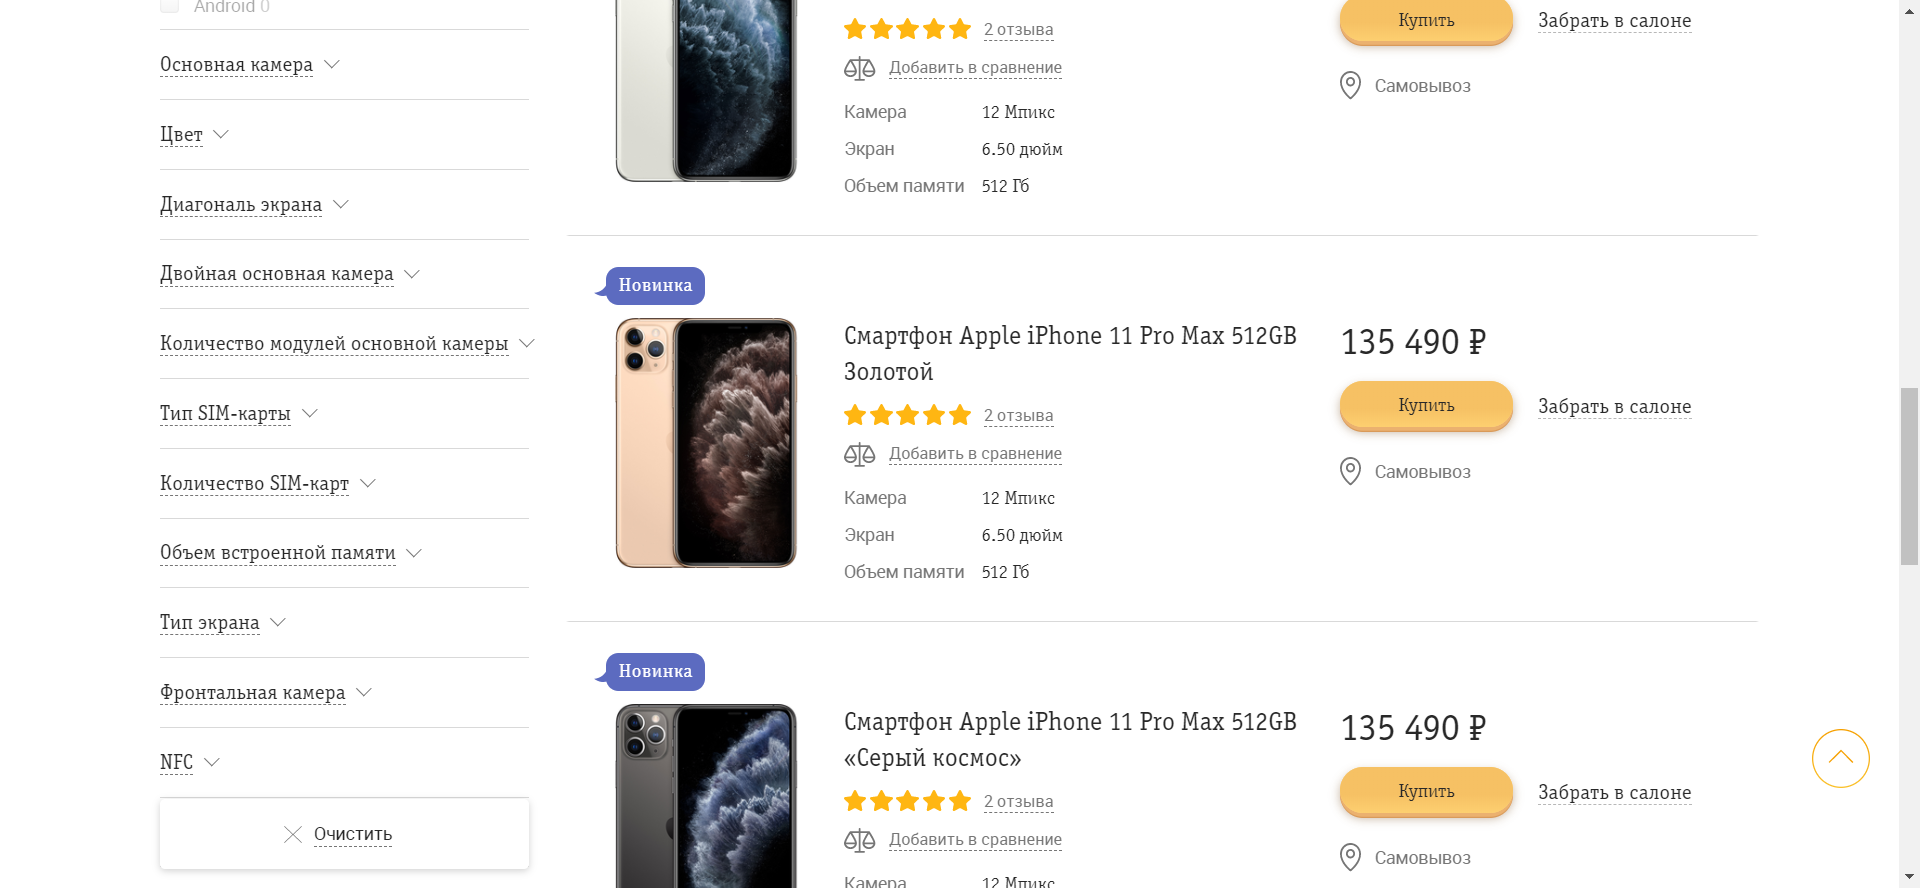 Android 0
Основная камера
Цвет
Диагональ экрана
Двойная основная камера
Количество модулей основной камеры
Тип SIM-карты
Количество SIM-карт
Объем встроенной памяти
Тип экрана
Фронтальная камера
NFC
Очистить
2 отзыва
Добавить в сравнение
Камера 12 Мпикс
Экран 6.50 дюйм
Объем памяти 512 Гб
Купить Забрать в салоне
Самовывоз
Новинка
Смартфон Apple iPhone 11 Pro Max 512GB
Золотой
2 отзыва
Добавить в сравнение
Камера 12 Мпикс
Экран 6.50 дюйм
Объем памяти 512 Гб
135 490 ₽
Купить Забрать в салоне
Самовывоз
Новинка
Смартфон Apple iPhone 11 Pro Max 512GB
«Серый космос»
2 отзыва
Добавить в сравнение
Камера 12 Мпикс
135 490 ₽
Купить Забрать в салоне
Самовывоз